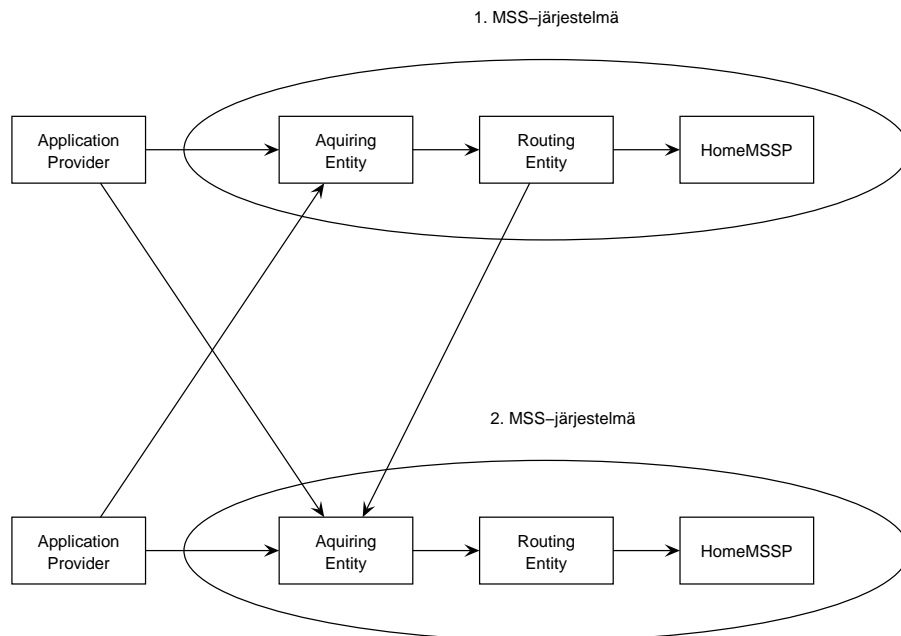 1. MSS–järjestelmä
Application
Provider
Aquiring
Entity
Routing
Entity
HomeMSSP
2. MSS–järjestelmä
Application
Provider
Aquiring
Entity
Routing
Entity
HomeMSSP